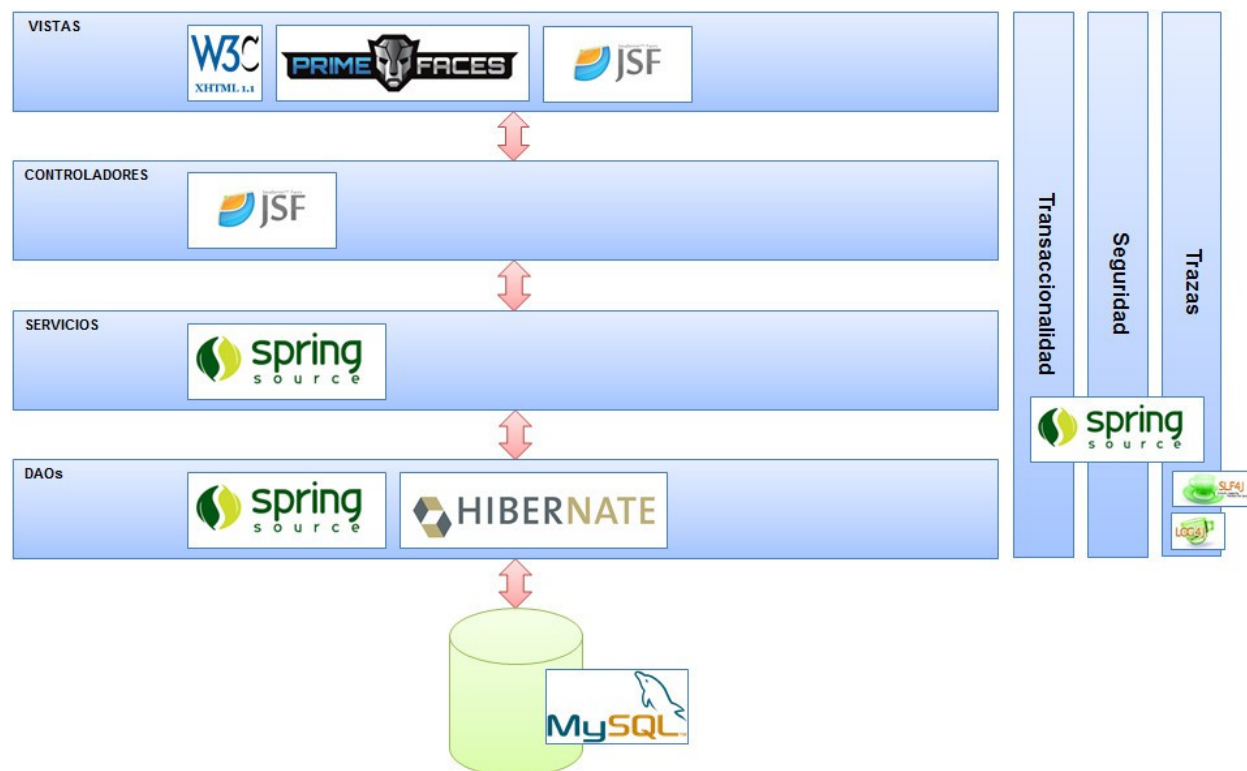 VISTAS
W3C
XHTML 1.1
PRIME FACES
JSF
CONTROLADORES
JSF
SERVICIOS
spring
source
DAOs
spring
source
HIBERNATE
MySQL
Transaccionalidad
Seguridad
Trazas
spring
source
SLF4J
LOG4J